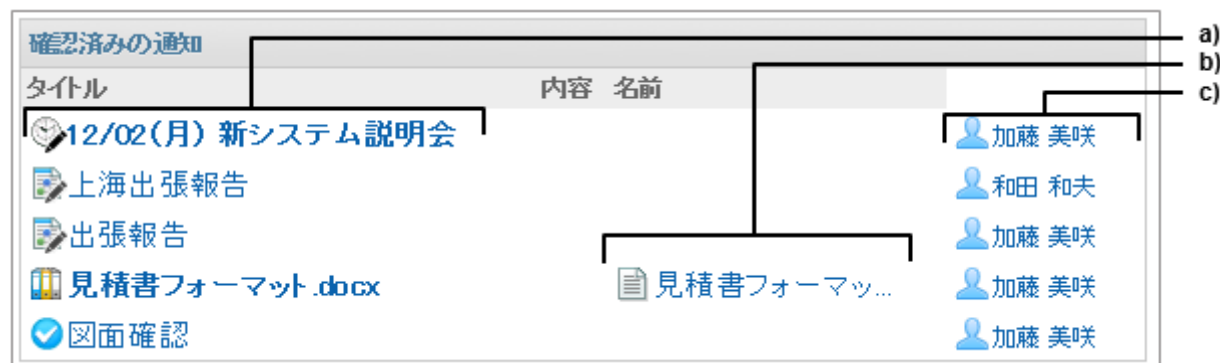 確認済みの通知
a)
b)
タイトル 内容 名前
c)
12/02(月) 新システム説明会 加藤 美咲
上海出張報告 和田 和夫
出張報告 加藤 美咲
見積書フォーマット.docx 見積書フォーマッ... 加藤 美咲
図面確認 加藤 美咲